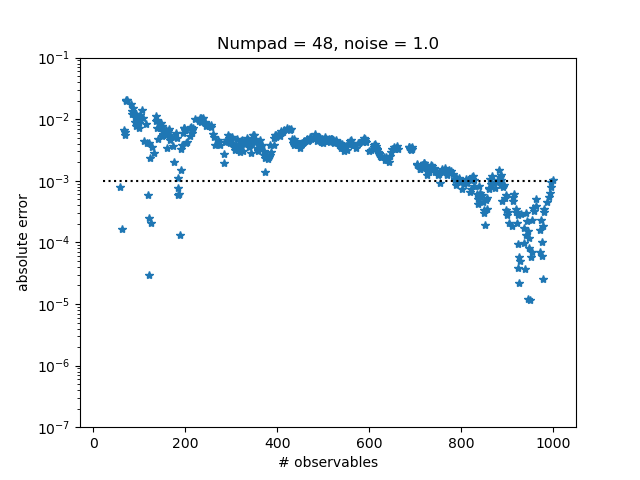 Numpad = 48, noise = 1.0
10⁻¹
10⁻²
10⁻³
10⁻⁴
10⁻⁵
10⁻⁶
10⁻⁷
absolute error
0 200 400 600 800 1000
# observables